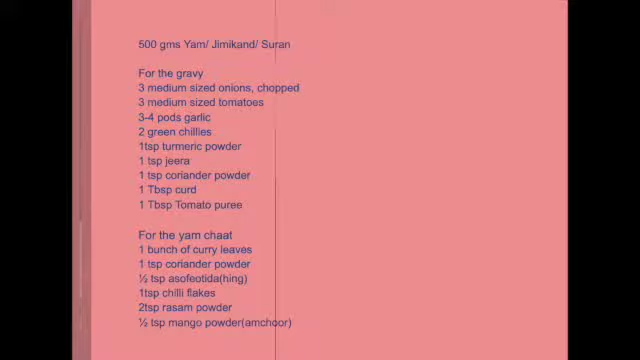 500 gms Yam/ Jimikand/ Suran
For the gravy
3 medium sized onions, chopped
3 medium sized tomatoes
3-4 pods garlic
2 green chillies
1tsp turmeric powder
1 tsp jeera
1 tsp coriander powder
1 Tbsp curd
1 Tbsp Tomato puree
For the yam chaat
1 bunch of curry leaves
1 tsp coriander powder
½ tsp asofeotida(hing)
1tsp chilli flakes
2tsp rasam powder
½ tsp mango powder(amchoor)